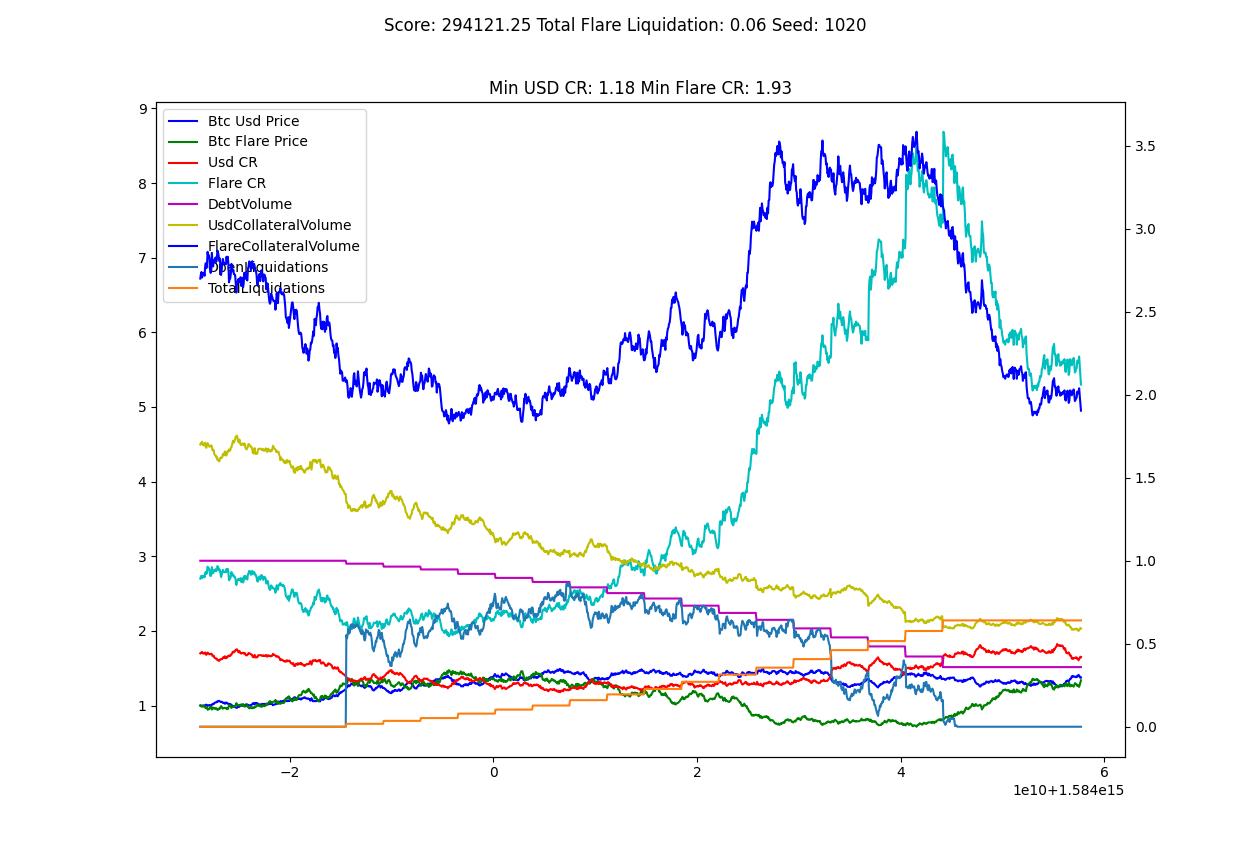 Score: 294121.25 Total Flare Liquidation: 0.06 Seed: 1020
Min USD CR: 1.18 Min Flare CR: 1.93
Btc Usd Price
Btc Flare Price
Usd CR
Flare CR
DebtVolume
UsdCollateralVolume
FlareCollateralVolume
OpenLiquidations
TotalLiquidations
9
8
7
6
5
4
3
2
1
3.5
3.0
2.5
2.0
1.5
1.0
0.5
0.0
−2
0
2
4
6
1e10+1.584e15